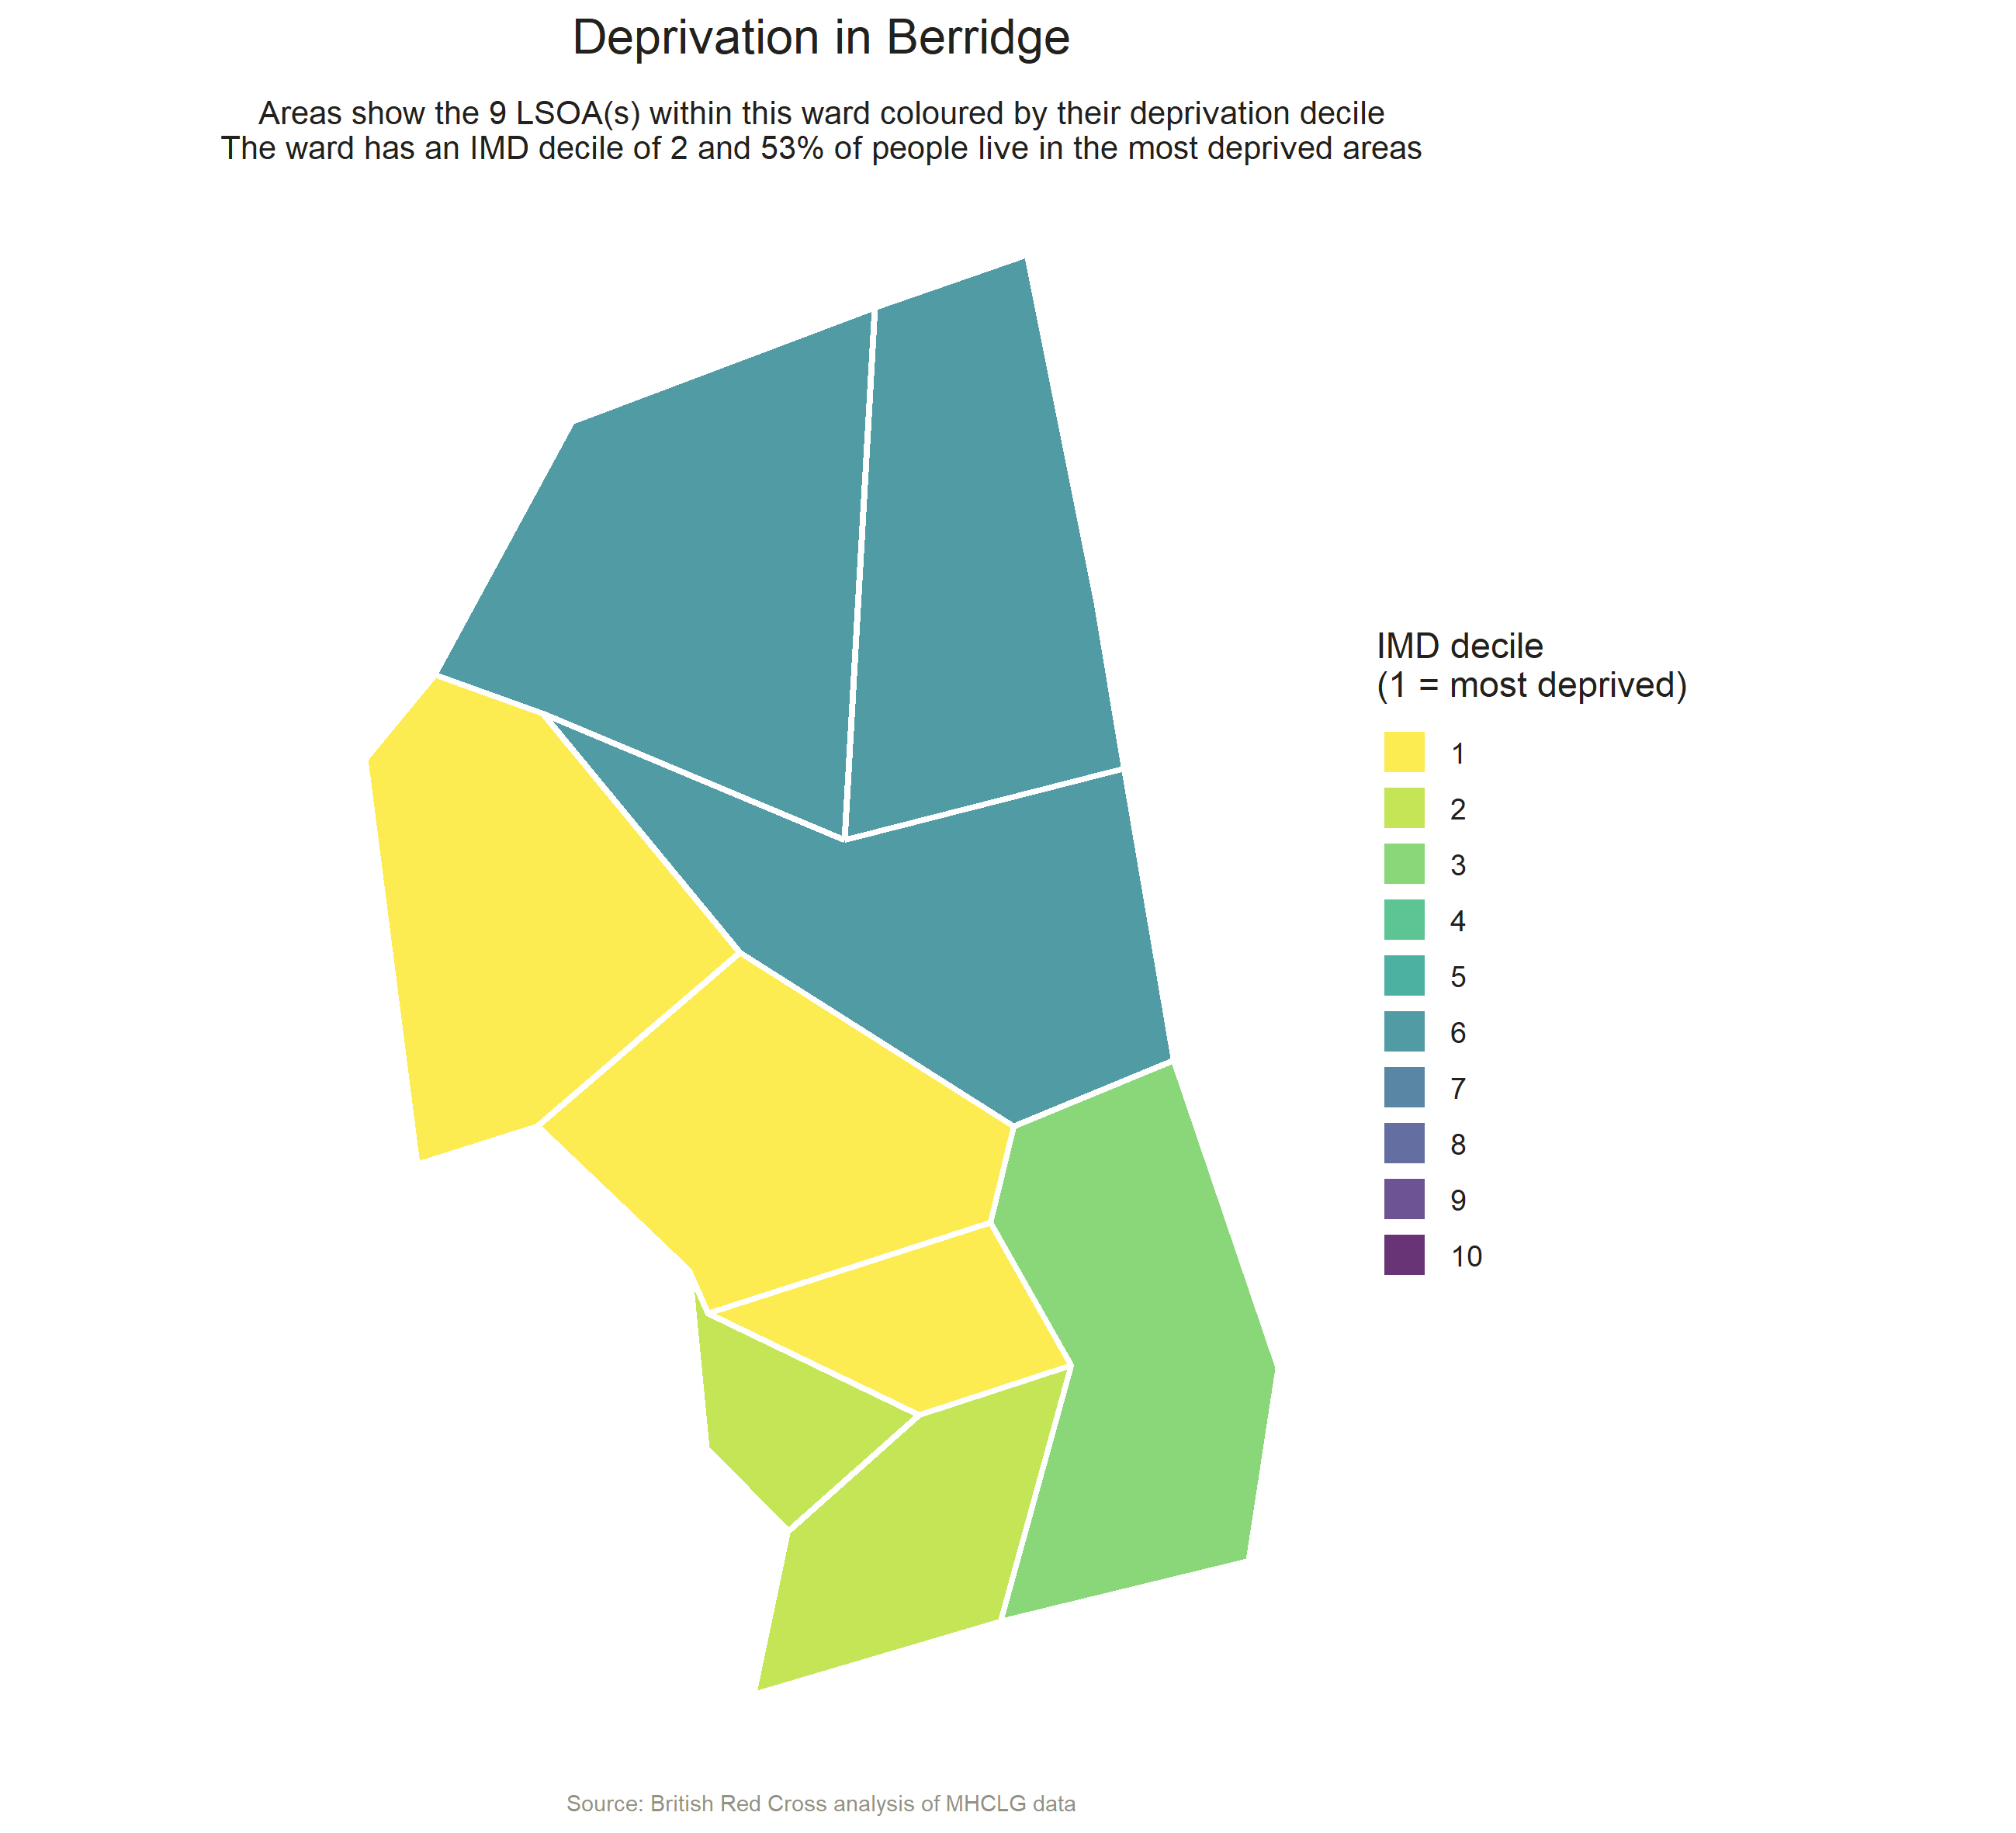 Deprivation in Berridge
Areas show the 9 LSOA(s) within this ward coloured by their deprivation decile
The ward has an IMD decile of 2 and 53% of people live in the most deprived areas
IMD decile
(1 = most deprived)
1
2
3
4
5
6
7
8
9
10
Source: British Red Cross analysis of MHCLG data